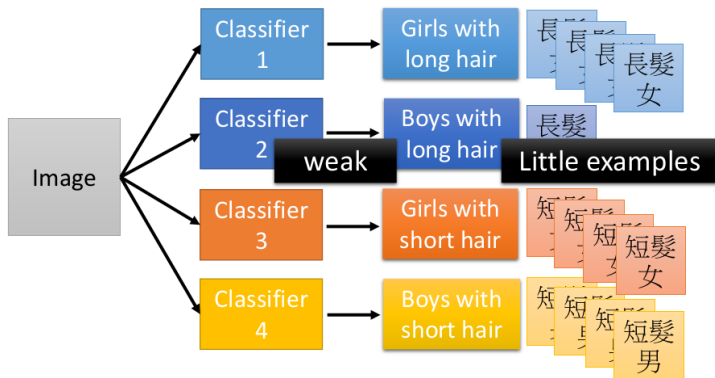 Image
Classifier
1
Girls with
long hair
長髮
長髮
女
Classifier
2
Boys with
long hair
長髮
weak
Little examples
Classifier
3
Girls with
short hair
短髮
女
Classifier
4
Boys with
short hair
短髮
男